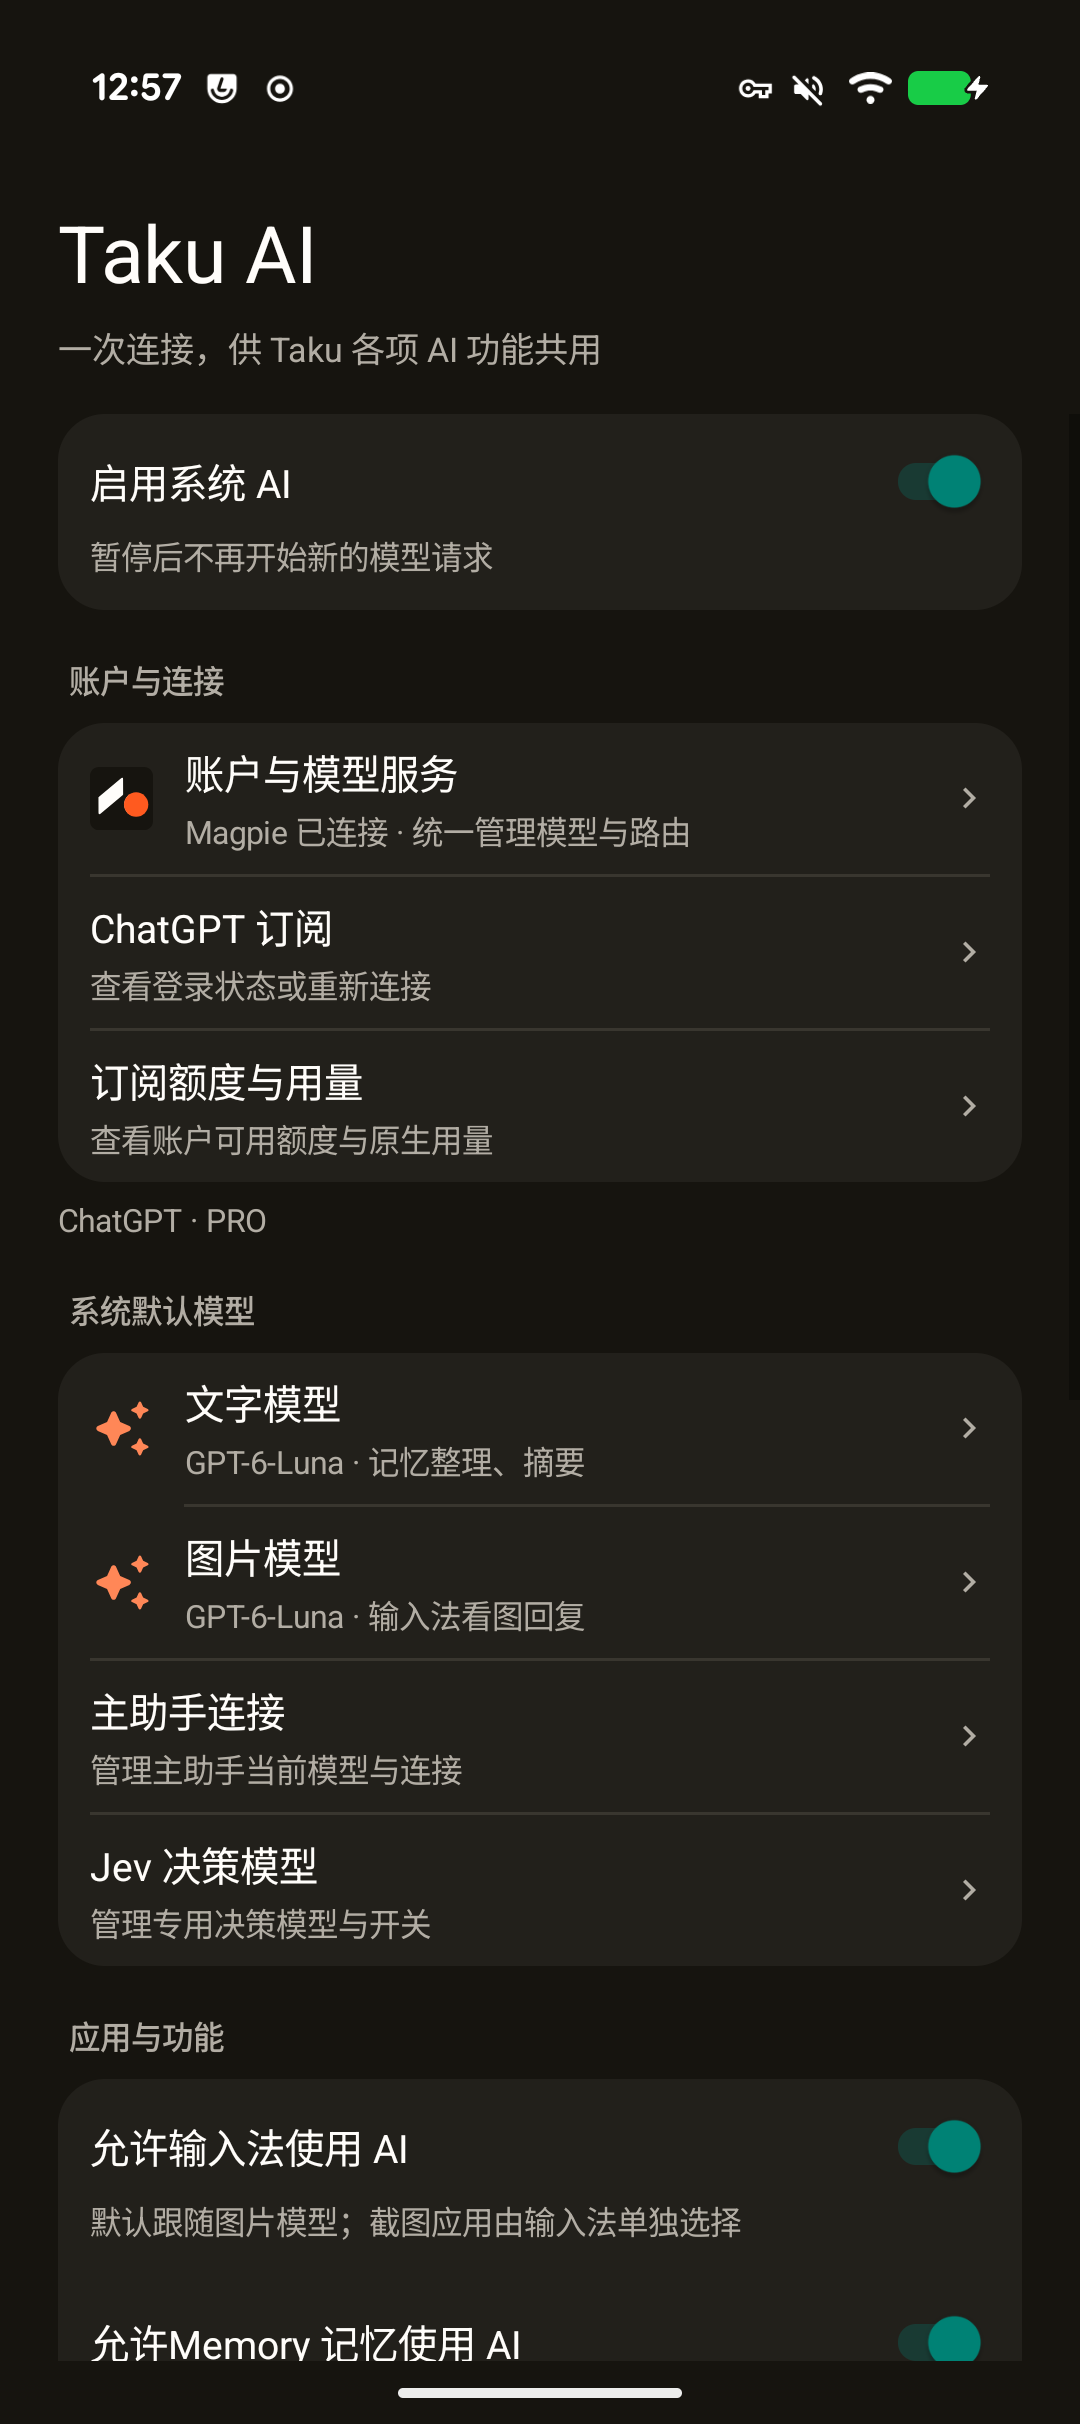 12:57
Taku AI
一次连接，供 Taku 各项 AI 功能共用
启用系统 AI
暂停后不再开始新的模型请求
账户与连接
账户与模型服务
Magpie 已连接 · 统一管理模型与路由
ChatGPT 订阅
查看登录状态或重新连接
订阅额度与用量
查看账户可用额度与原生用量
ChatGPT · PRO
系统默认模型
文字模型
GPT-6-Luna · 记忆整理、摘要
图片模型
GPT-6-Luna · 输入法看图回复
主助手连接
管理主助手当前模型与连接
Jev 决策模型
管理专用决策模型与开关
应用与功能
允许输入法使用 AI
默认跟随图片模型；截图应用由输入法单独选择
允许Memory 记忆使用 AI